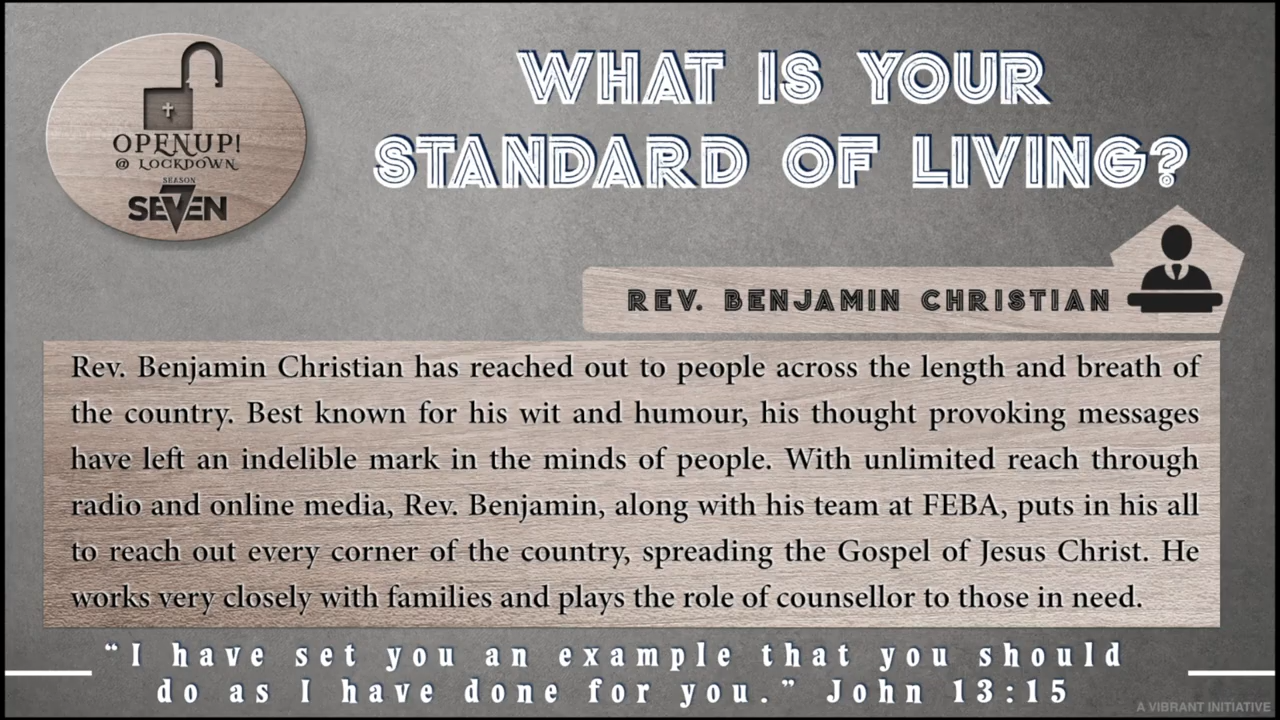 OPENUP!
@ LOCKDOWN
SEASON
SEVEN
WHAT IS YOUR
STANDARD OF LIVING?
REV. BENJAMIN CHRISTIAN
Rev. Benjamin Christian has reached out to people across the length and breath of
the country. Best known for his wit and humour, his thought provoking messages
have left an indelible mark in the minds of people. With unlimited reach through
radio and online media, Rev. Benjamin, along with his team at FEBA, puts in his all
to reach out every corner of the country, spreading the Gospel of Jesus Christ. He
works very closely with families and plays the role of counsellor to those in need.
"I have set you an example that you should
do as I have done for you." John 13:15
A VIBRANT INITIATIVE